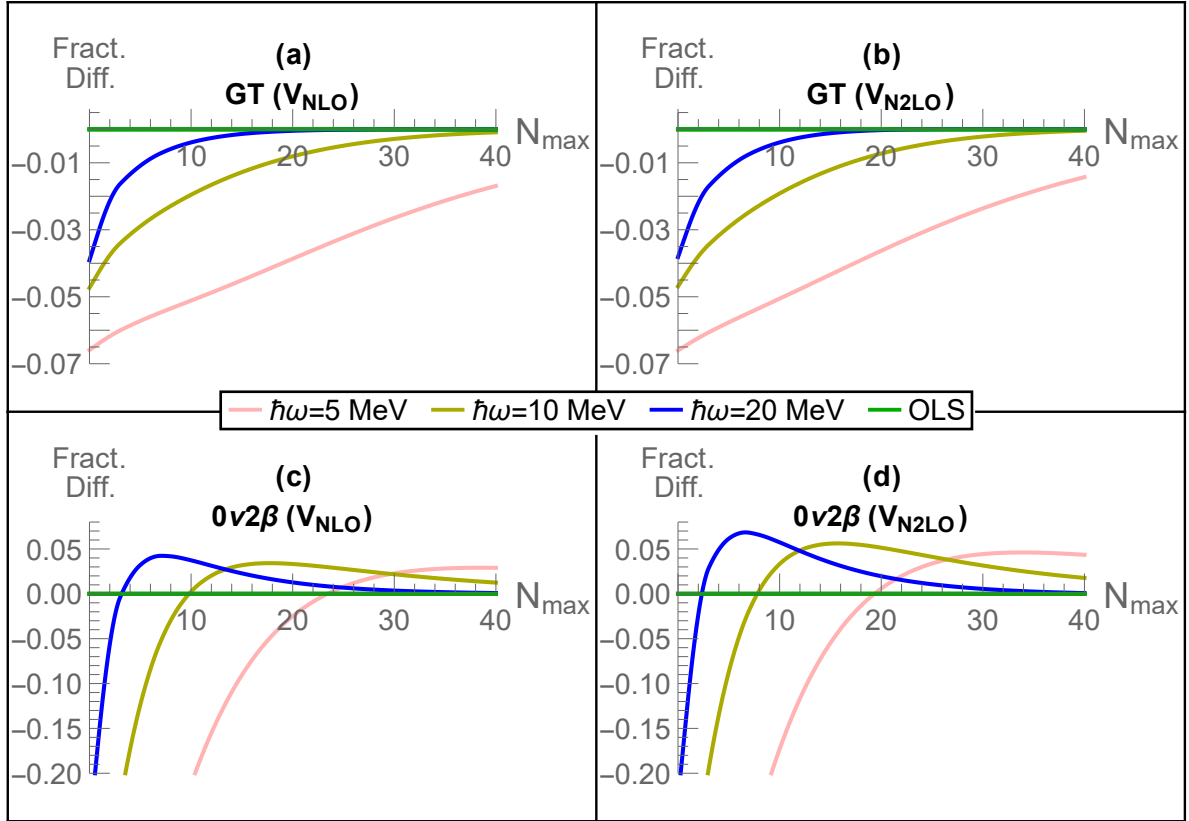 Fract.
Diff.
(a)
GT (V_NLO)
N_max
10
20
30
40
−0.01
−0.03
−0.05
−0.07
Fract.
Diff.
(b)
GT (V_N2LO)
N_max
10
20
30
40
−0.01
−0.03
−0.05
−0.07
ℏω=5 MeV ℏω=10 MeV ℏω=20 MeV OLS
Fract.
Diff.
(c)
0ν2β (V_NLO)
0.05
0.00
N_max
10
20
30
40
−0.05
−0.10
−0.15
−0.20
Fract.
Diff.
(d)
0ν2β (V_N2LO)
0.05
0.00
N_max
10
20
30
40
−0.05
−0.10
−0.15
−0.20